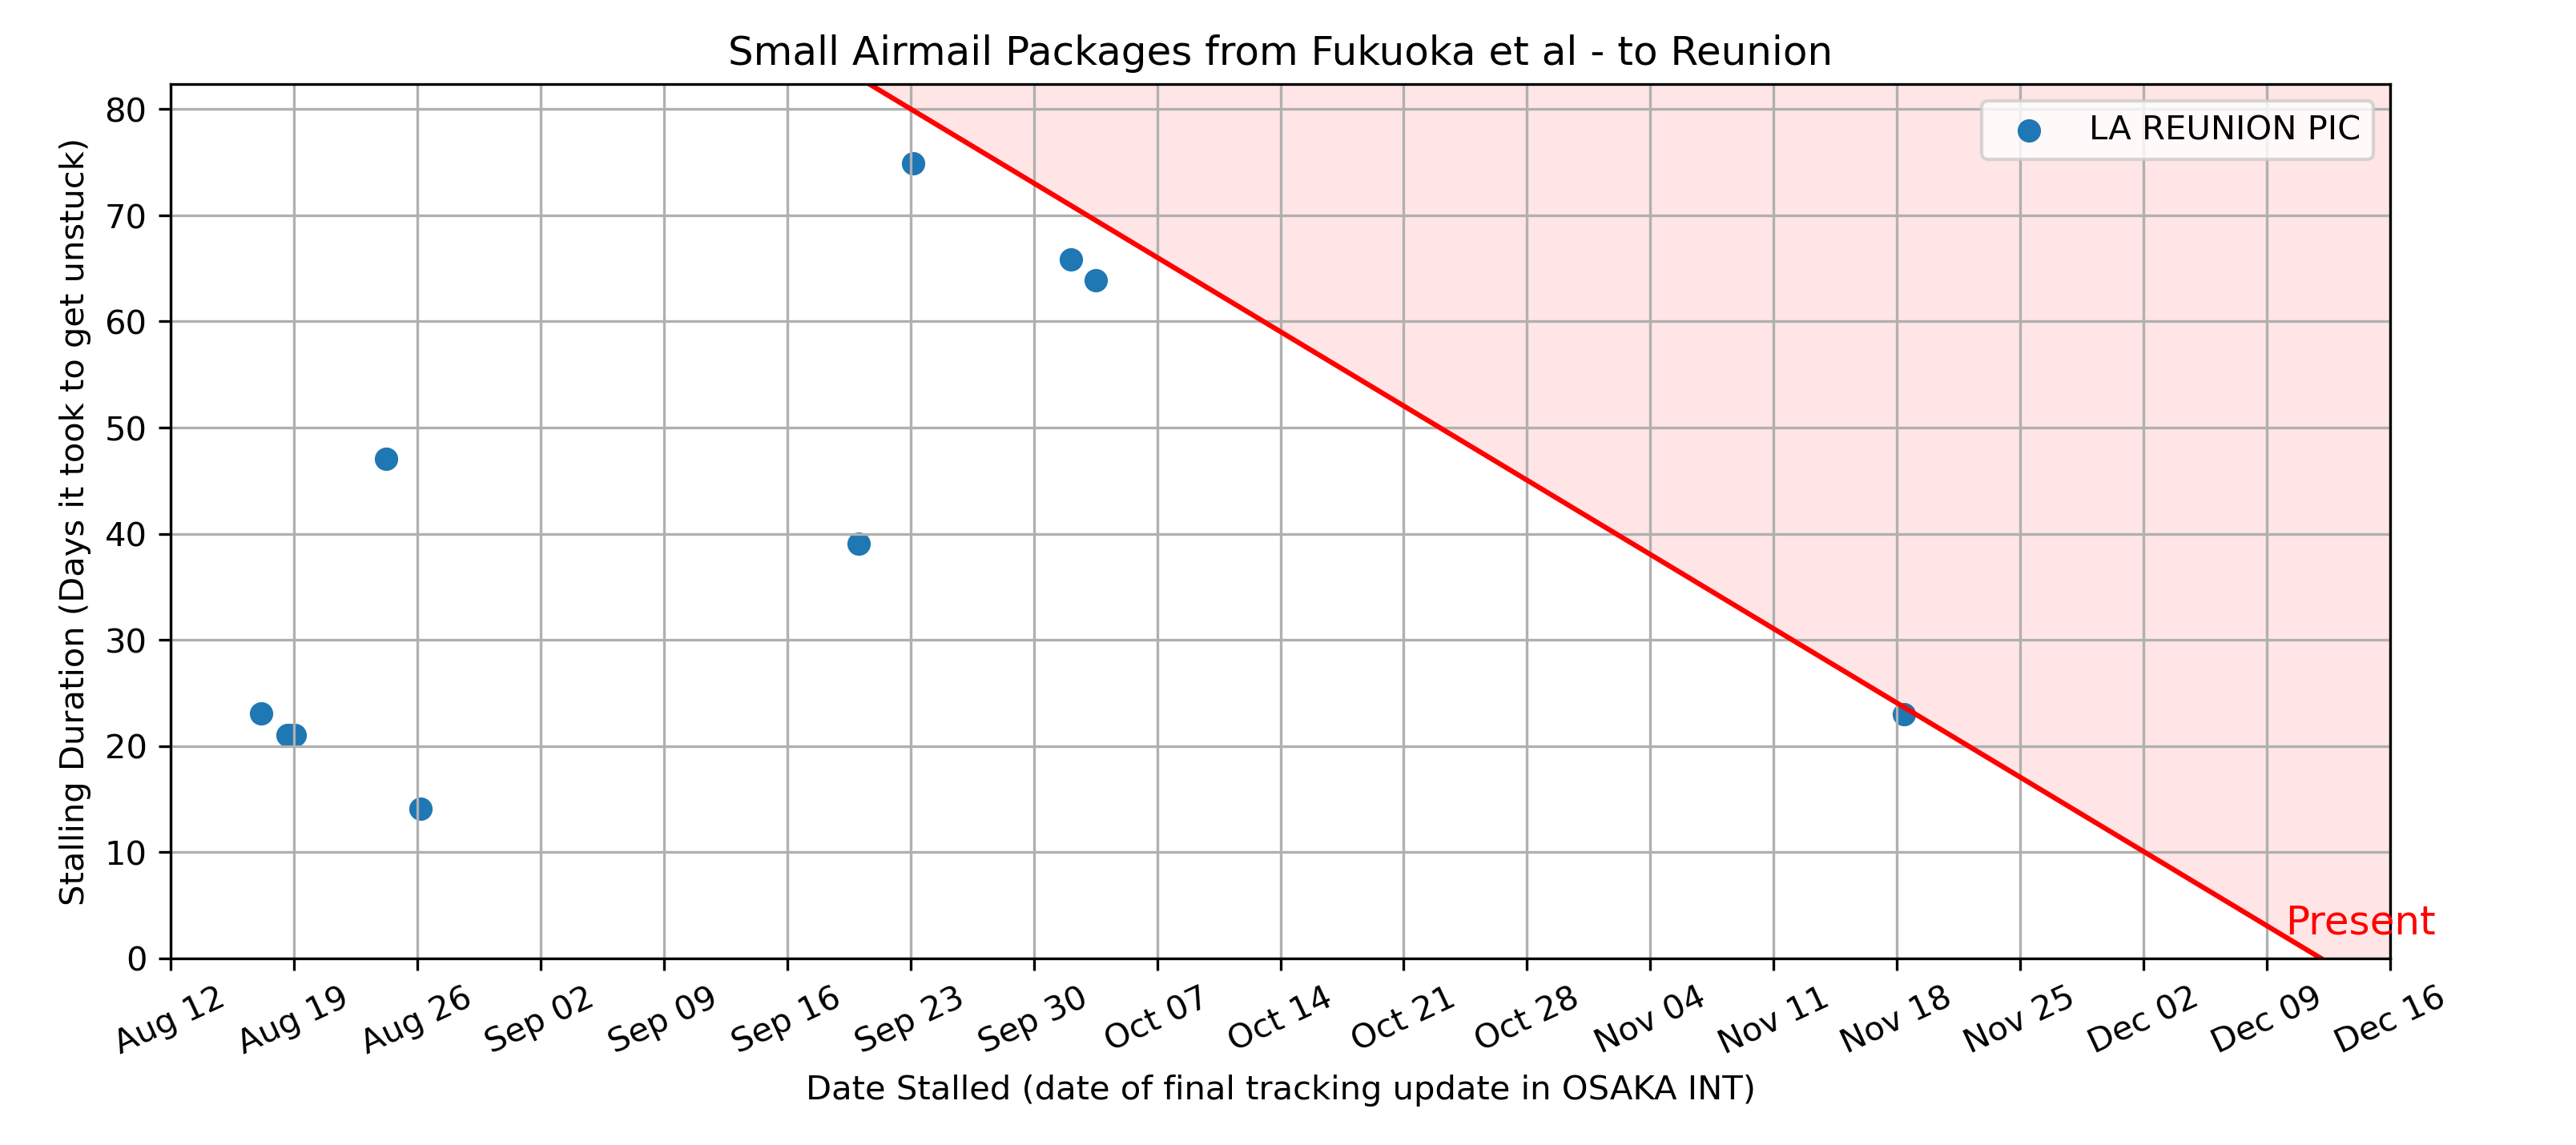 Small Airmail Packages from Fukuoka et al - to Reunion
LA REUNION PIC
Stalling Duration (Days it took to get unstuck)
80
70
60
50
40
30
20
10
0
Present
Aug 12
Aug 19
Aug 26
Sep 02
Sep 09
Sep 16
Sep 23
Sep 30
Oct 07
Oct 14
Oct 21
Oct 28
Nov 04
Nov 11
Nov 18
Nov 25
Dec 02
Dec 09
Dec 16
Date Stalled (date of final tracking update in OSAKA INT)